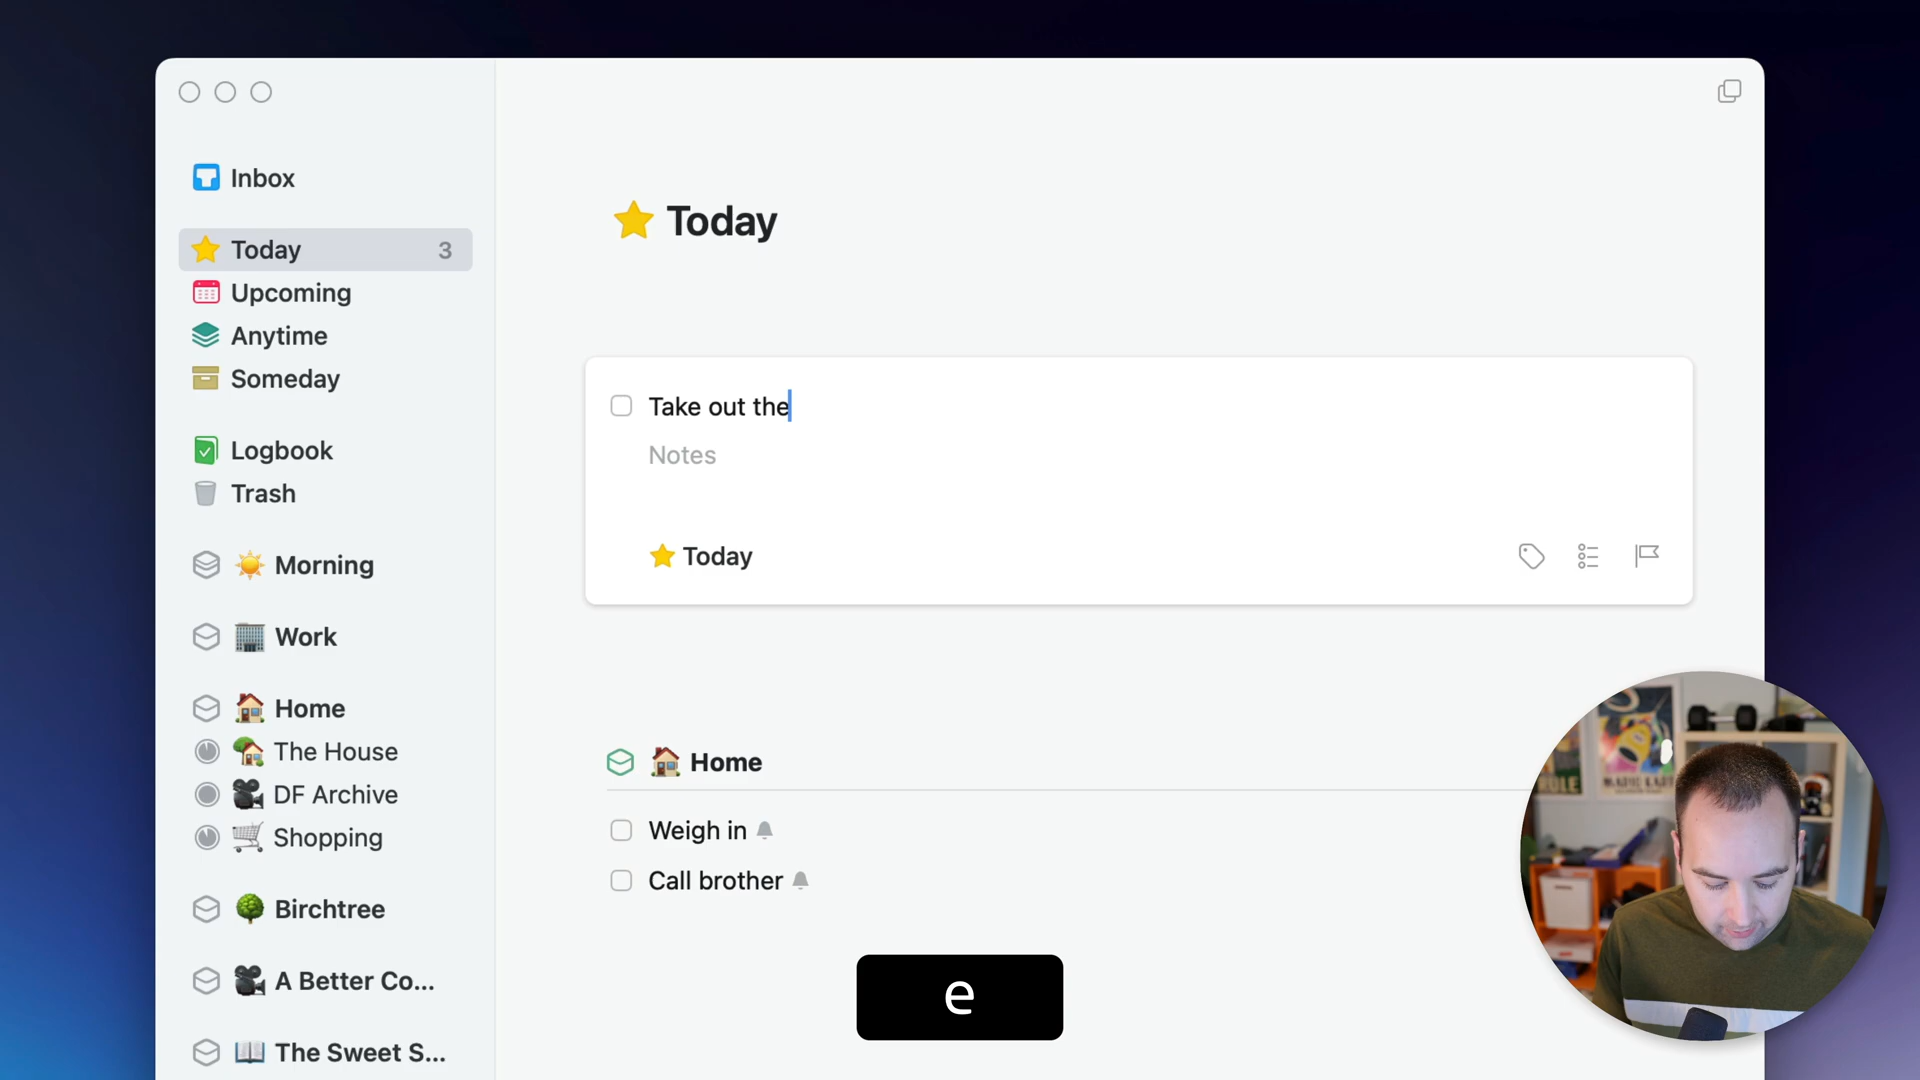 Inbox
Today 3
Upcoming
Anytime
Someday
Logbook
Trash
Morning
Work
Home
The House
DF Archive
Shopping
Birchtree
A Better Co...
The Sweet S...
Today
Take out the
Notes
Today
Home
Weigh in
Call brother
e